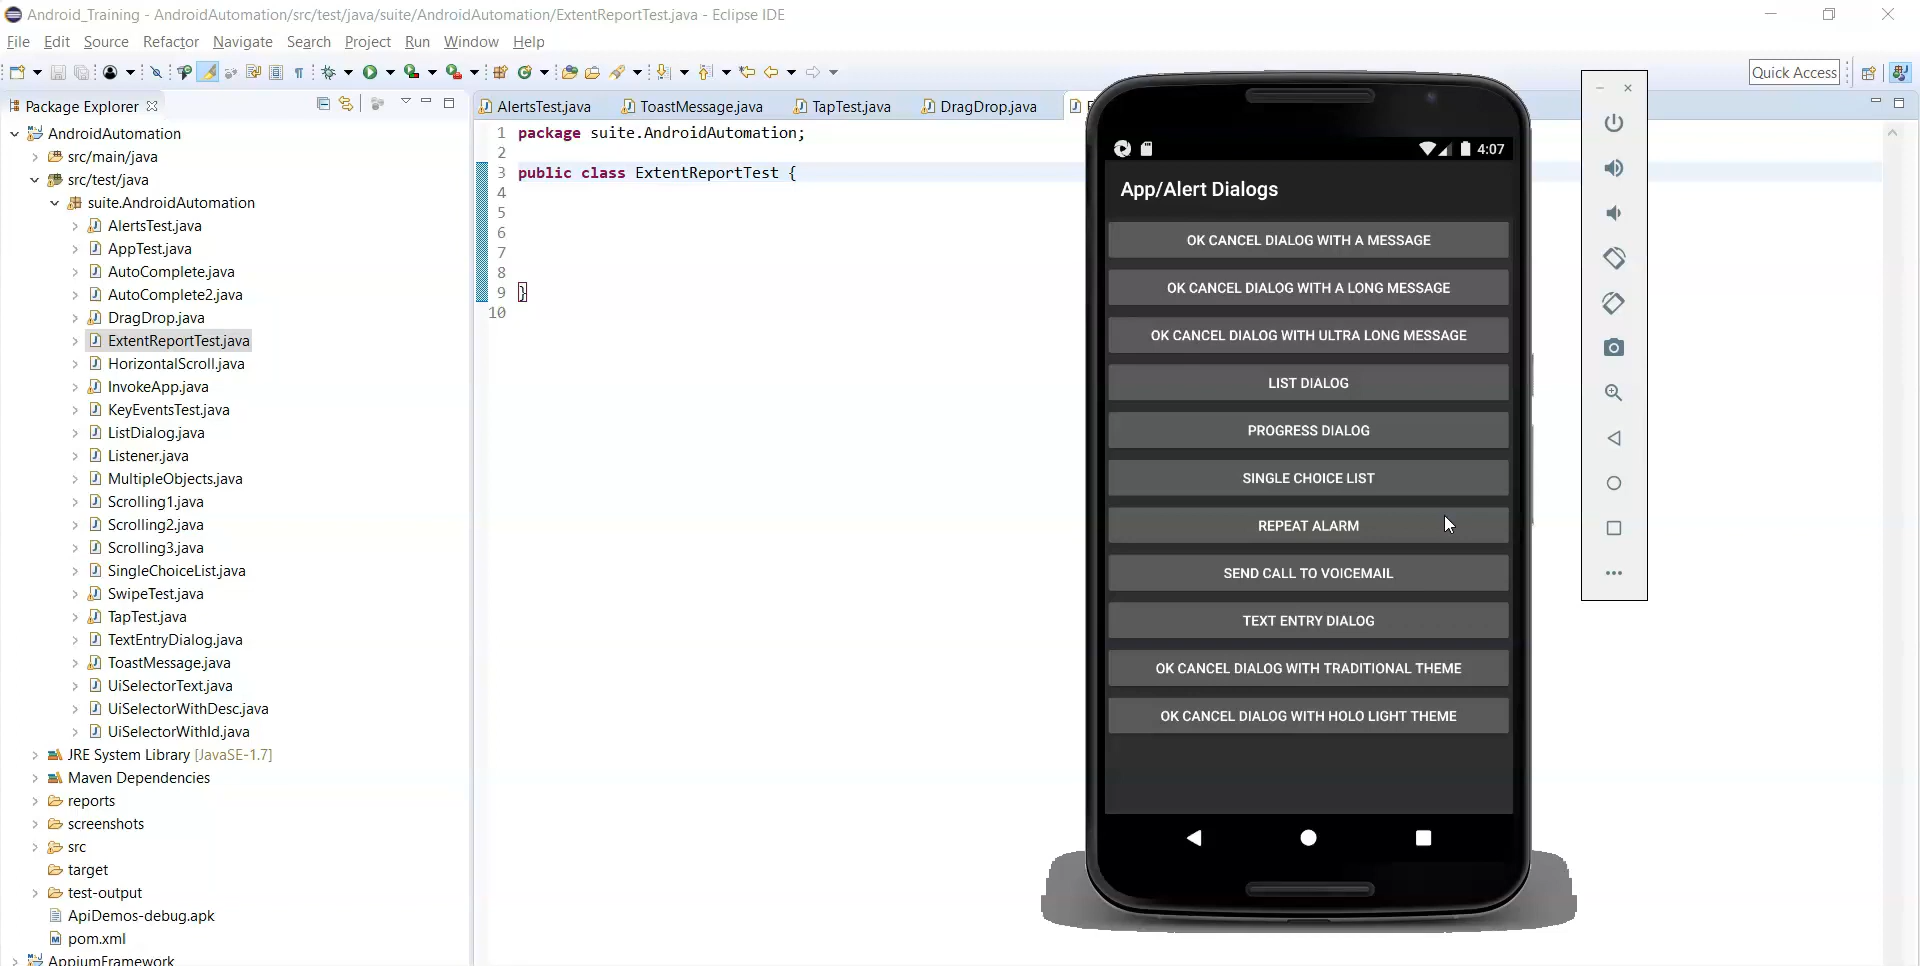 Android_Training - AndroidAutomation/src/test/java/suite/AndroidAutomation/ExtentReportTest.java - Eclipse IDE
File Edit Source Refactor Navigate Search Project Run Window Help
Quick Access
Package Explorer
AndroidAutomation
src/main/java
src/test/java
suite.AndroidAutomation
AlertsTest.java
AppTest.java
AutoComplete.java
AutoComplete2.java
DragDrop.java
ExtentReportTest.java
HorizontalScroll.java
InvokeApp.java
KeyEventsTest.java
ListDialog.java
Listener.java
MultipleObjects.java
Scrolling1.java
Scrolling2.java
Scrolling3.java
SingleChoiceList.java
SwipeTest.java
TapTest.java
TextEntryDialog.java
ToastMessage.java
UiSelectorText.java
UiSelectorWithDesc.java
UiSelectorWithId.java
JRE System Library [JavaSE-1.7]
Maven Dependencies
reports
screenshots
src
target
test-output
ApiDemos-debug.apk
pom.xml
AppiumFramework
AlertsTest.java ToastMessage.java TapTest.java DragDrop.java
1 package suite.AndroidAutomation;
2
3 public class ExtentReportTest {
4
5
6
7
8
9 }
10
4:07
App/Alert Dialogs
OK CANCEL DIALOG WITH A MESSAGE
OK CANCEL DIALOG WITH A LONG MESSAGE
OK CANCEL DIALOG WITH ULTRA LONG MESSAGE
LIST DIALOG
PROGRESS DIALOG
SINGLE CHOICE LIST
REPEAT ALARM
SEND CALL TO VOICEMAIL
TEXT ENTRY DIALOG
OK CANCEL DIALOG WITH TRADITIONAL THEME
OK CANCEL DIALOG WITH HOLO LIGHT THEME